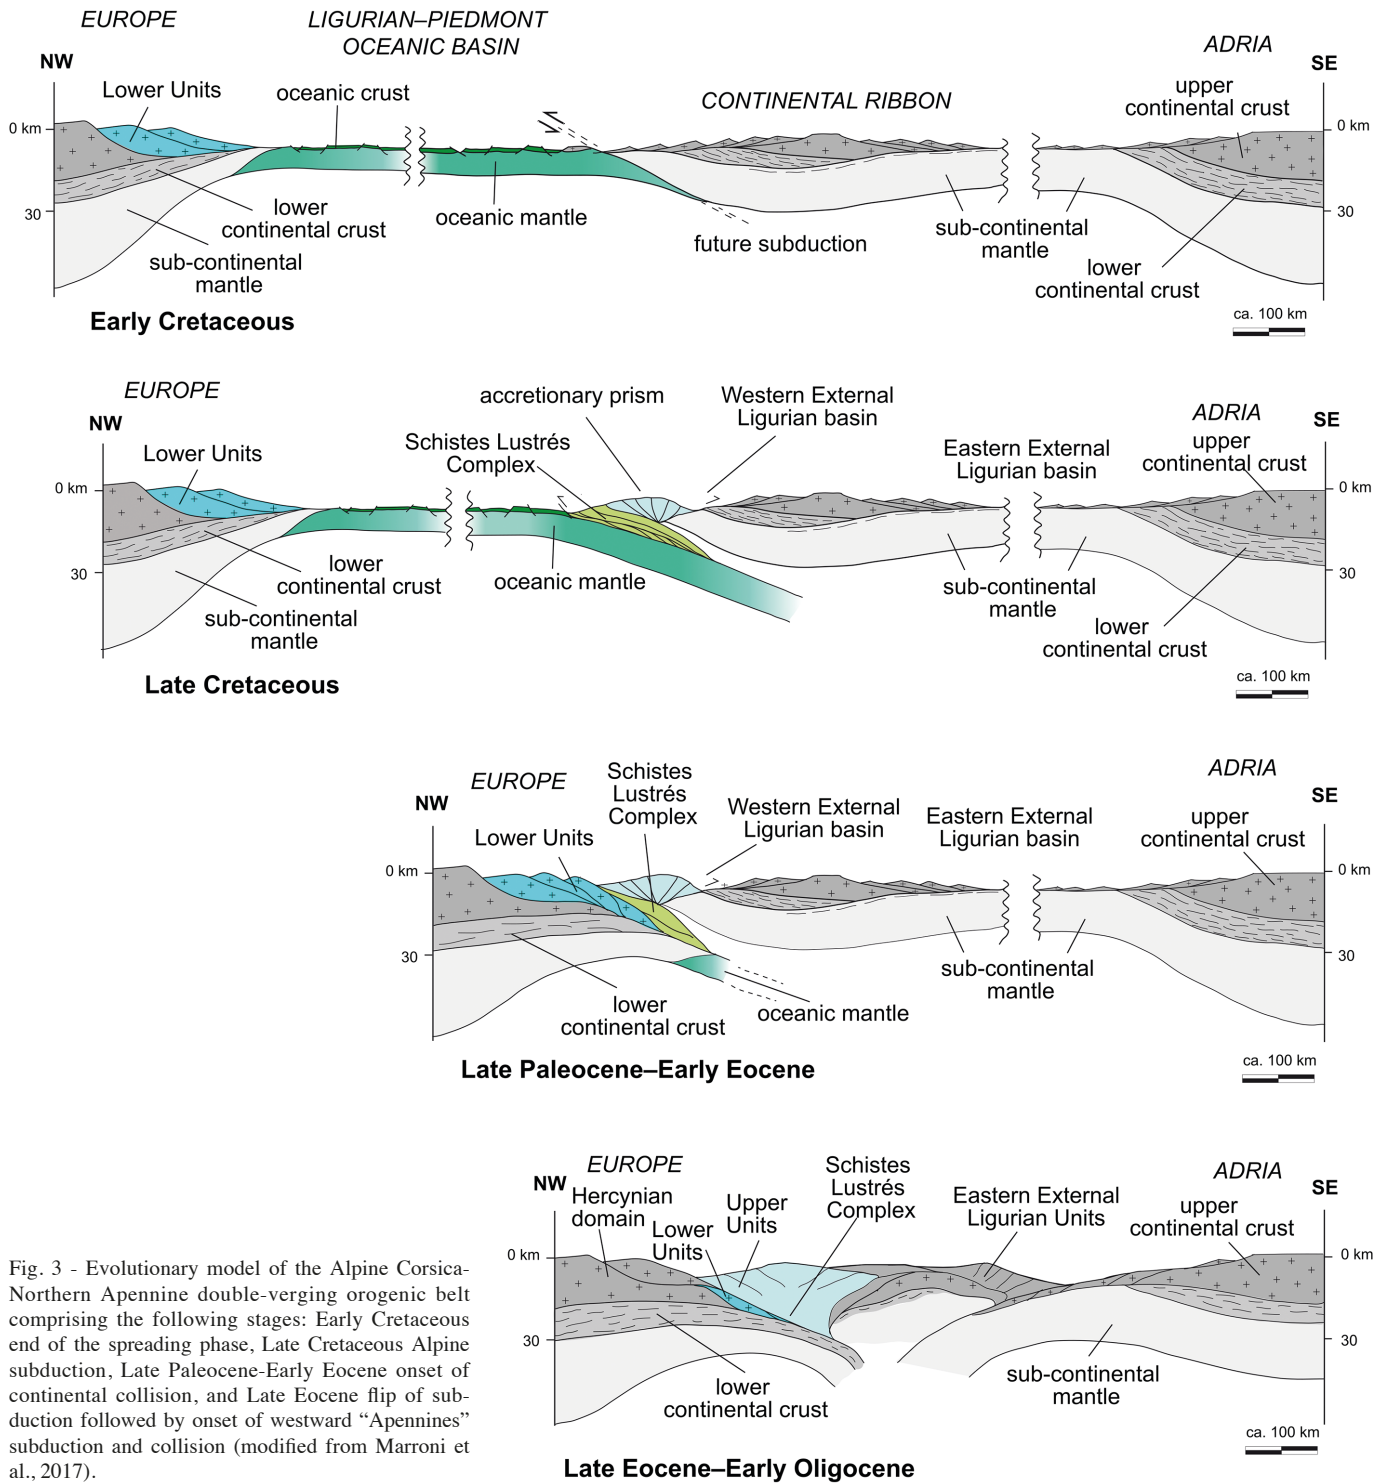 EUROPE
LIGURIAN–PIEDMONT
OCEANIC BASIN
ADRIA
NW
SE
Lower Units
oceanic crust
CONTINENTAL RIBBON
upper
continental crust
0 km
0 km
30
30
lower
continental crust
oceanic mantle
sub-continental
mantle
future subduction
sub-continental
mantle
lower
continental crust
Early Cretaceous
ca. 100 km
EUROPE
accretionary prism
Western External
Ligurian basin
ADRIA
NW
SE
Lower Units
Schistes Lustrés
Complex
Eastern External
Ligurian basin
upper
continental crust
0 km
0 km
30
30
lower
continental crust
oceanic mantle
sub-continental
mantle
sub-continental
mantle
lower
continental crust
Late Cretaceous
ca. 100 km
EUROPE
Schistes
Lustrés
Complex
ADRIA
NW
SE
Lower Units
Western External
Ligurian basin
Eastern External
Ligurian basin
upper
continental crust
0 km
0 km
30
30
lower
continental crust
oceanic mantle
sub-continental
mantle
Late Paleocene–Early Eocene
ca. 100 km
EUROPE
Schistes
Lustrés
Complex
ADRIA
NW
SE
Hercynian
domain
Lower
Units
Upper
Units
Eastern External
Ligurian Units
upper
continental crust
0 km
0 km
30
30
lower
continental crust
sub-continental
mantle
ca. 100 km
Late Eocene–Early Oligocene
Fig. 3 - Evolutionary model of the Alpine Corsica-
Northern Apennine double-verging orogenic belt
comprising the following stages: Early Cretaceous
end of the spreading phase, Late Cretaceous Alpine
subduction, Late Paleocene-Early Eocene onset of
continental collision, and Late Eocene flip of sub-
duction followed by onset of westward “Apennines”
subduction and collision (modified from Marroni et
al., 2017).